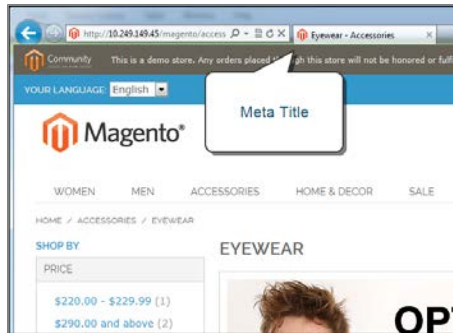 http://10.249.149.45/magento/access
Eyewear - Accessories
Community This is a demo store. Any orders placed through this store will not be honored or fulfi
YOUR LANGUAGE: English
Meta Title
Magento®
WOMEN MEN ACCESSORIES HOME & DECOR SALE
HOME / ACCESSORIES / EYEWEAR
SHOP BY
EYEWEAR
PRICE
$220.00 - $229.99 (1)
$290.00 and above (2)
OPT